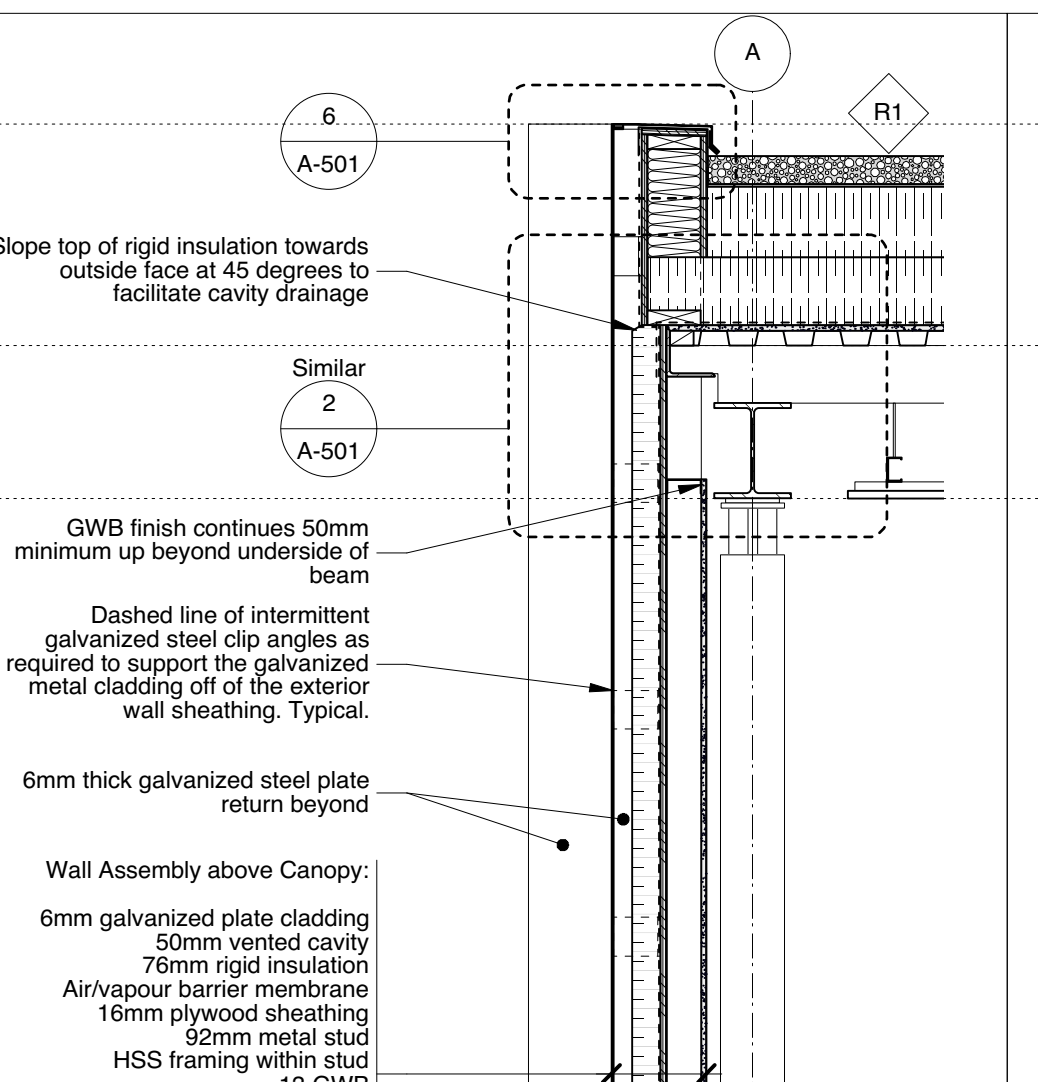 A
6
A-501
R1
Slope top of rigid insulation towards
outside face at 45 degrees to
facilitate cavity drainage
Similar
2
A-501
GWB finish continues 50mm
minimum up beyond underside of
beam
Dashed line of intermittent
galvanized steel clip angles as
required to support the galvanized
metal cladding off of the exterior
wall sheathing. Typical.
6mm thick galvanized steel plate
return beyond
Wall Assembly above Canopy:
6mm galvanized plate cladding
50mm vented cavity
76mm rigid insulation
Air/vapour barrier membrane
16mm plywood sheathing
92mm metal stud
HSS framing within stud
GWB